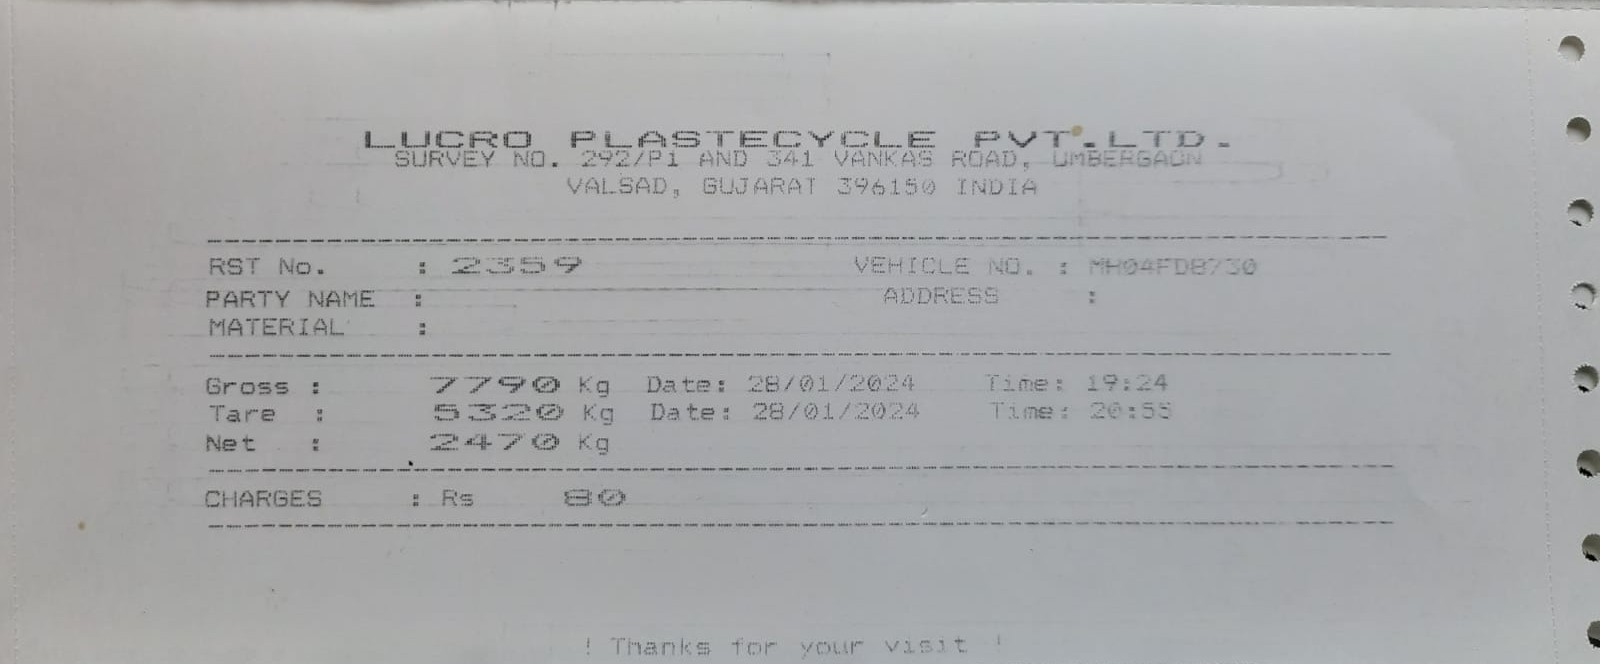 LUCRO PLASTECYCLE PVT.LTD.
SURVEY NO. 292/P1 AND 341 VANKAS ROAD, UMBERGAON
VALSAD, GUJARAT 396150 INDIA
RST No. : 2359 VEHICLE NO. : MH04FD8730
PARTY NAME : ADDRESS :
MATERIAL :
Gross : 7790 Kg Date: 28/01/2024 Time: 19:24
Tare : 5320 Kg Date: 28/01/2024 Time: 20:55
Net : 2470 Kg
CHARGES : Rs 80
! Thanks for your visit !